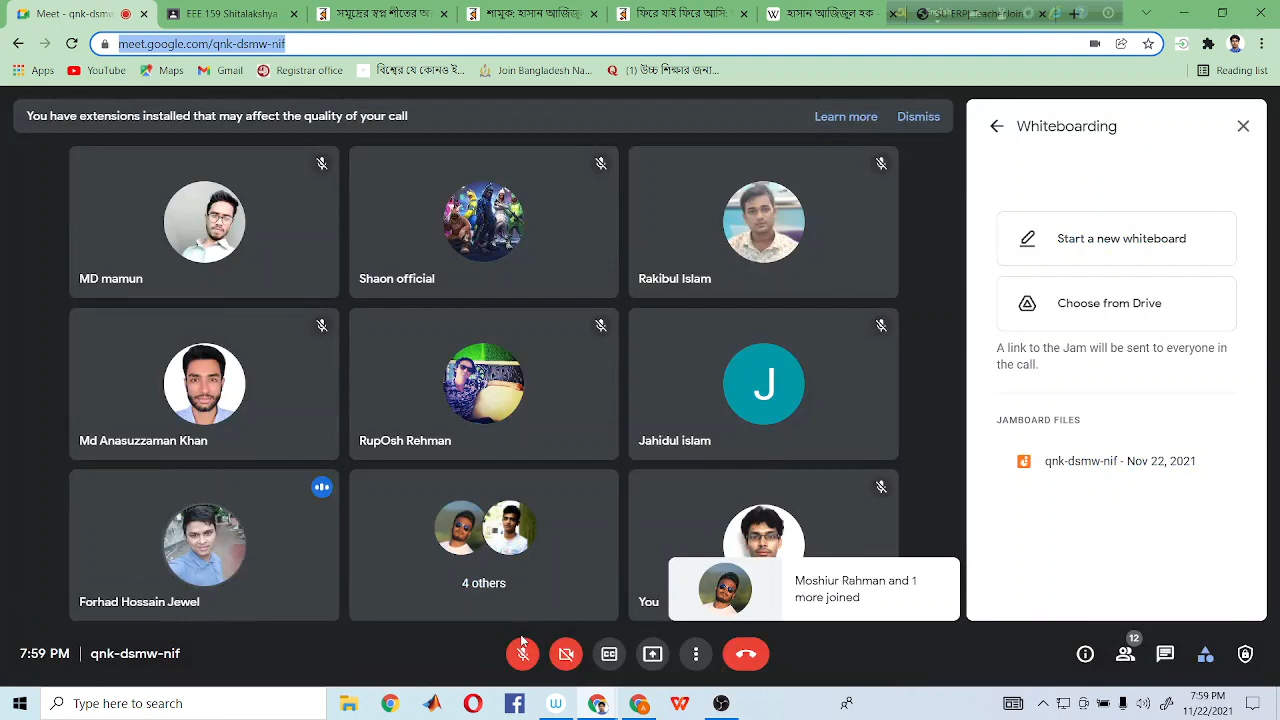 Meet - qnk-dsmw-nif
EEE 159 Sitalakshya
সমুদ্রের স্বপ্ন শীতের অ
শামুক: হাসান আজিজুল
ফিরে যাই ফিরে আসি:
হাসান আজিজুল হক
meet.google.com/qnk-dsmw-nif
Apps
YouTube
Maps
Gmail
Registrar office
বিশ্বের যে কোনও
Join Bangladesh Na...
(1) উচ্চ শিক্ষার জন্য...
Reading list
You have extensions installed that may affect the quality of your call
Learn more
Dismiss
MD mamun
Shaon official
Rakibul Islam
Md Anasuzzaman Khan
RupOsh Rehman
J
Jahidul islam
Forhad Hossain Jewel
4 others
You
Moshiur Rahman and 1
more joined
Whiteboarding
Start a new whiteboard
Choose from Drive
A link to the Jam will be sent to everyone in
the call.
JAMBOARD FILES
qnk-dsmw-nif - Nov 22, 2021
7:59 PM
qnk-dsmw-nif
12
Type here to search
7:59 PM
11/22/2021